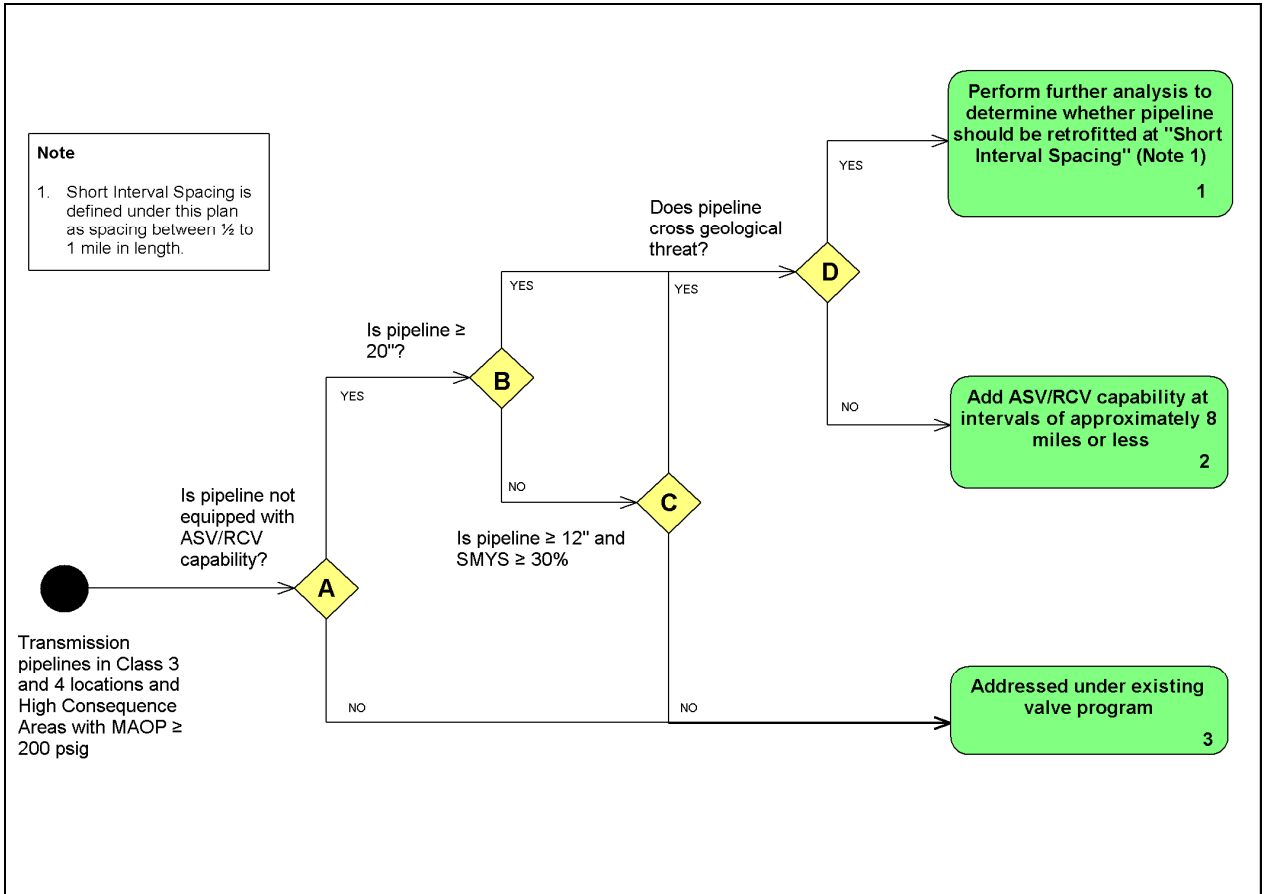 Note
1. Short Interval Spacing is
defined under this plan
as spacing between ½ to
1 mile in length.
Perform further analysis to
determine whether pipeline
should be retrofitted at "Short
Interval Spacing" (Note 1)
1
YES
Does pipeline
cross geological
threat?
D
YES
YES
Is pipeline ≥
20"?
B
YES
NO
Add ASV/RCV capability at
intervals of approximately 8
miles or less
2
NO
C
Is pipeline not
equipped with
ASV/RCV
capability?
Is pipeline ≥ 12" and
SMYS ≥ 30%
A
Transmission
pipelines in Class 3
and 4 locations and
High Consequence
Areas with MAOP ≥
200 psig
NO
NO
Addressed under existing
valve program
3